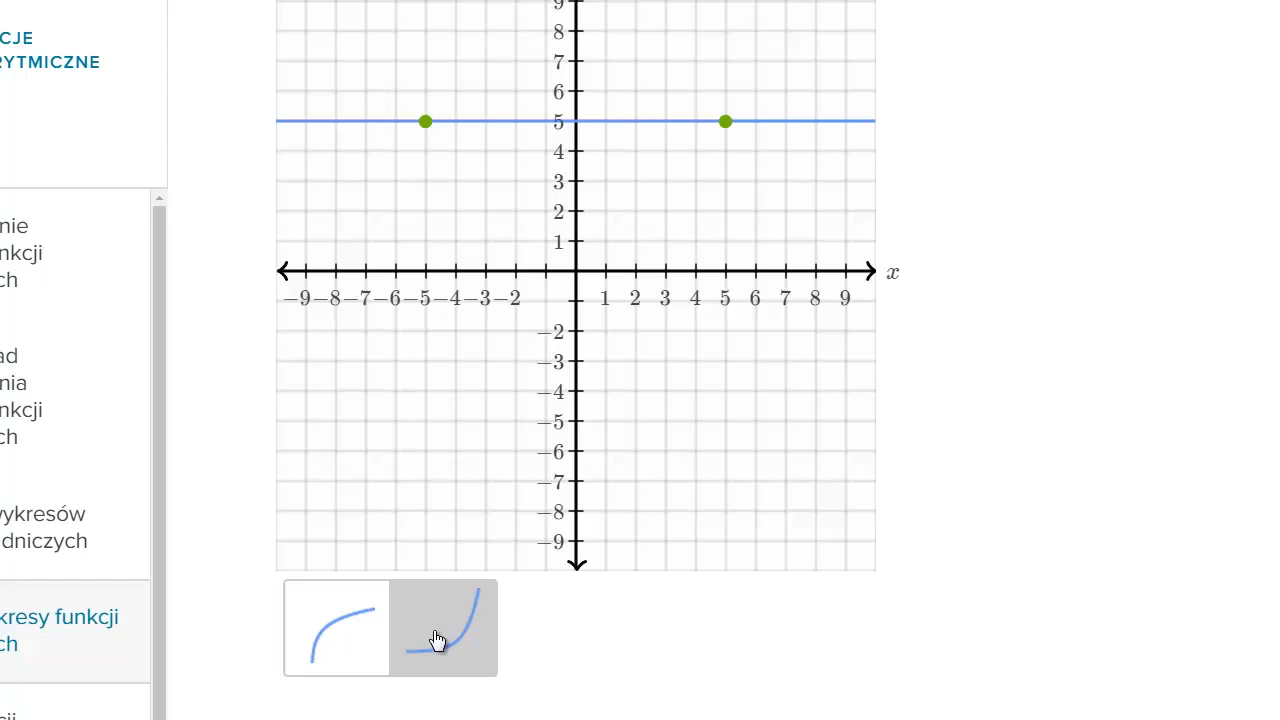 CJE
RYTMICZNE
nie
nkcji
ch
ad
nia
nkcji
ch
wykresów
dniczych
kresy funkcji
ch
cji
9
8
7
6
5
4
3
2
1
x
−9 −8 −7 −6 −5 −4 −3 −2 1 2 3 4 5 6 7 8 9
−2
−3
−4
−5
−6
−7
−8
−9